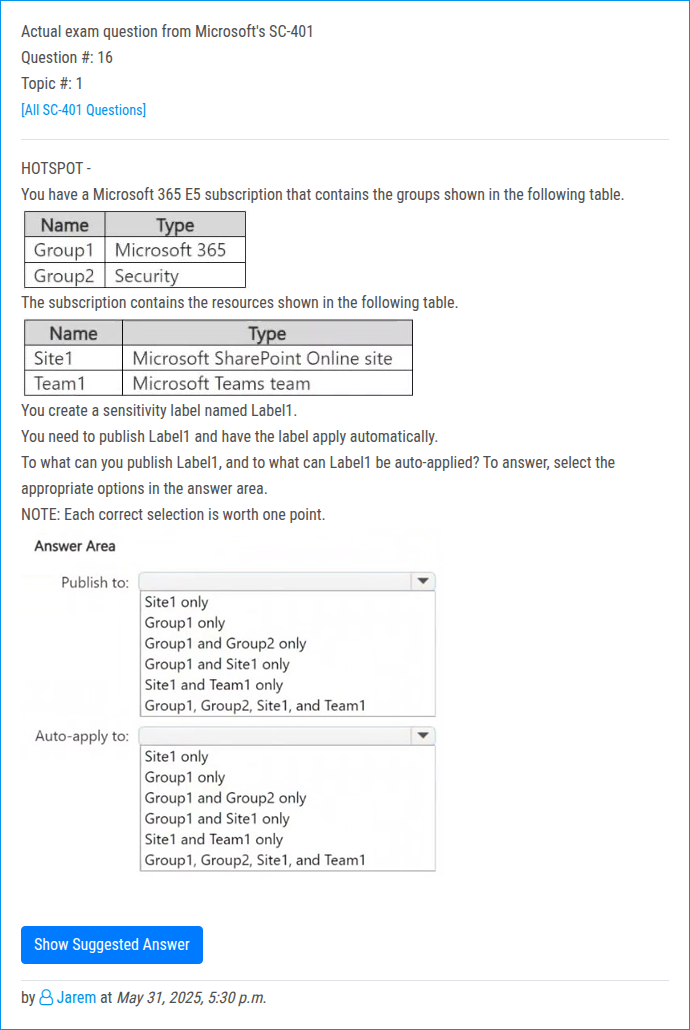 Actual exam question from Microsoft's SC-401
Question #: 16
Topic #: 1
[All SC-401 Questions]
HOTSPOT -
You have a Microsoft 365 E5 subscription that contains the groups shown in the following table.
Name Type
Group1 Microsoft 365
Group2 Security
The subscription contains the resources shown in the following table.
Name Type
Site1 Microsoft SharePoint Online site
Team1 Microsoft Teams team
You create a sensitivity label named Label1.
You need to publish Label1 and have the label apply automatically.
To what can you publish Label1, and to what can Label1 be auto-applied? To answer, select the
appropriate options in the answer area.
NOTE: Each correct selection is worth one point.
Answer Area
Publish to:
Site1 only
Group1 only
Group1 and Group2 only
Group1 and Site1 only
Site1 and Team1 only
Group1, Group2, Site1, and Team1
Auto-apply to:
Site1 only
Group1 only
Group1 and Group2 only
Group1 and Site1 only
Site1 and Team1 only
Group1, Group2, Site1, and Team1
Show Suggested Answer
by Jarem at May 31, 2025, 5:30 p.m.